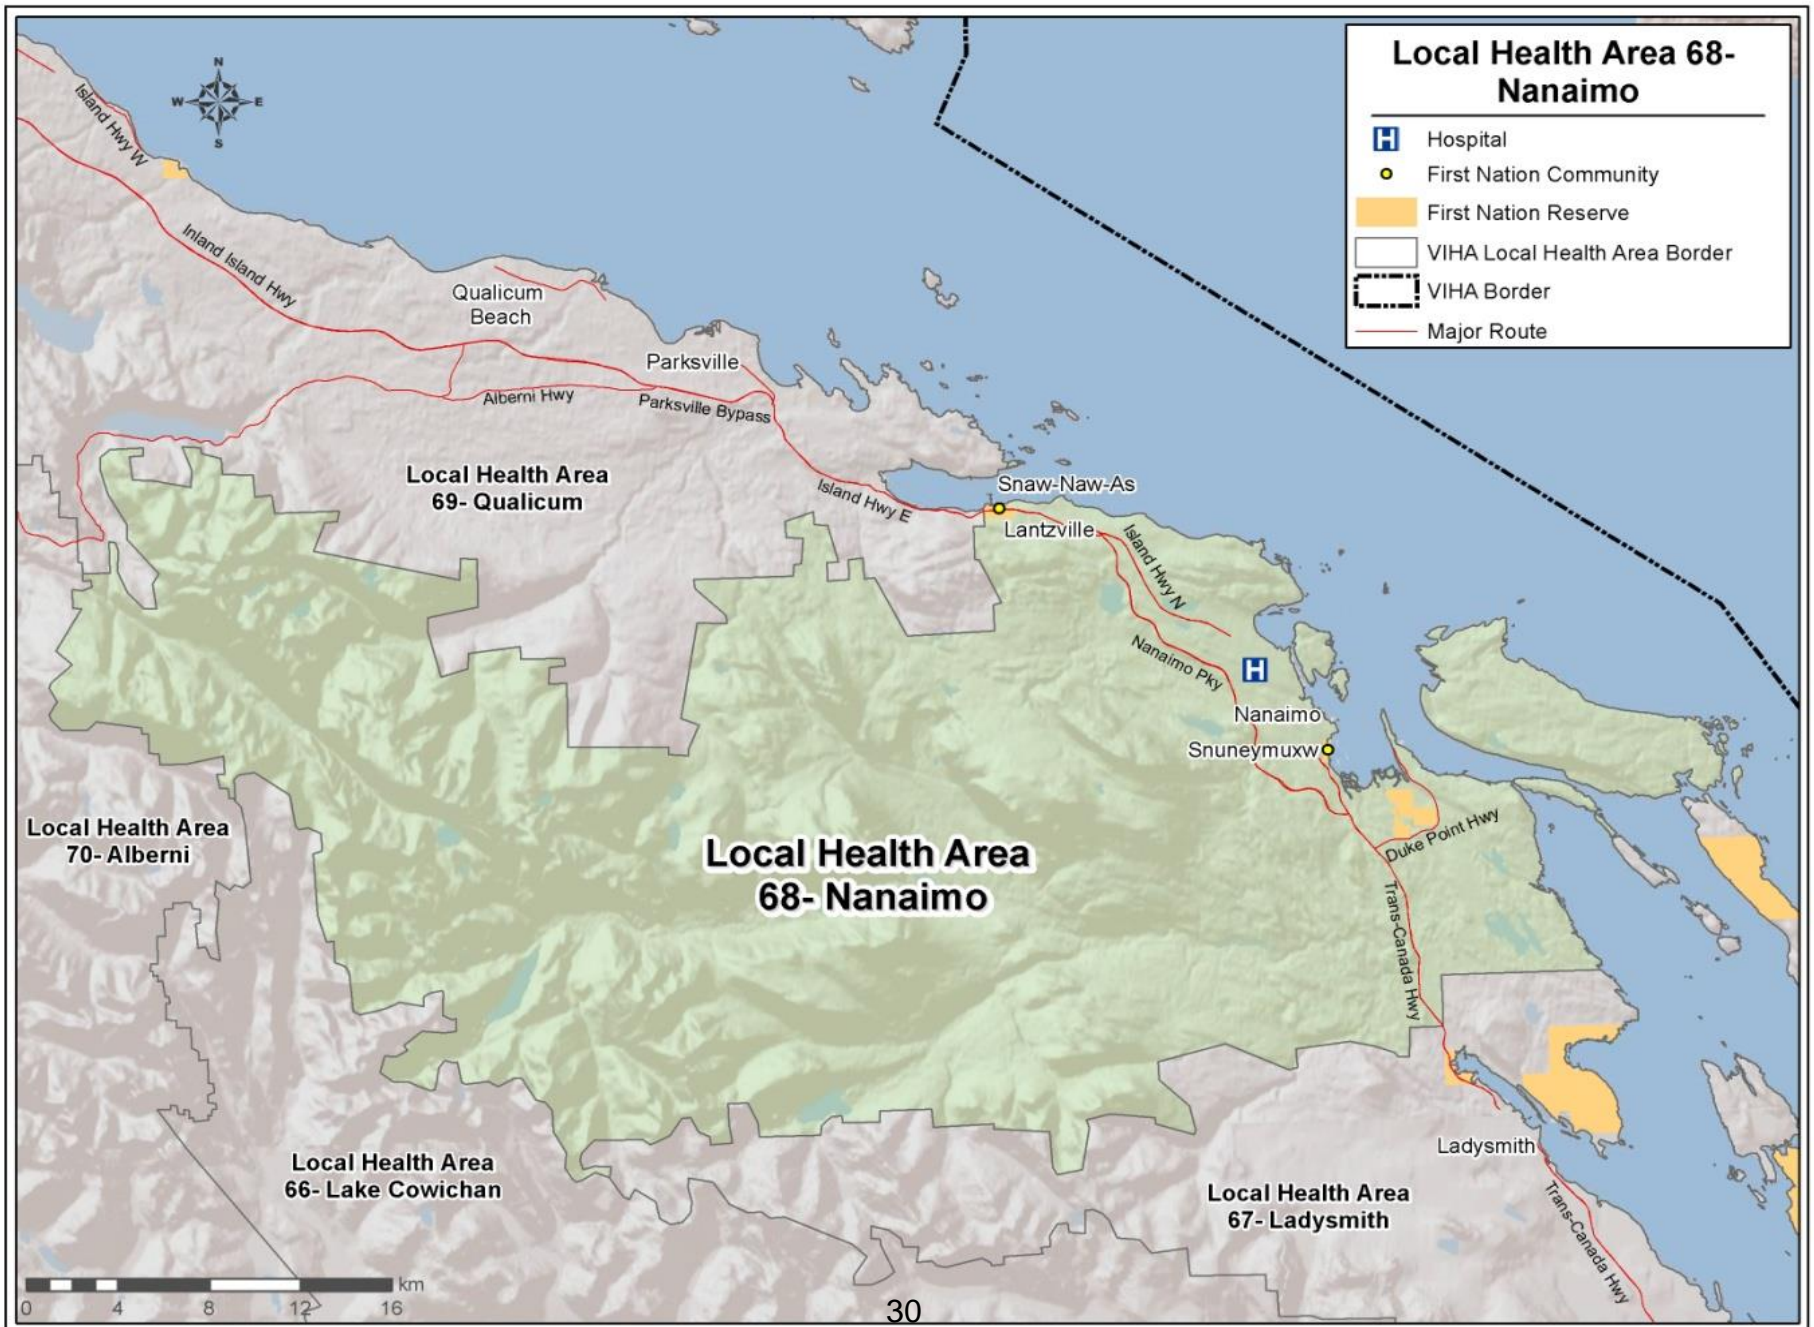 Local Health Area 68-
Nanaimo
Hospital
First Nation Community
First Nation Reserve
VIHA Local Health Area Border
VIHA Border
Major Route
N
W
E
S
Island Hwy W
Inland Island Hwy
Qualicum
Beach
Parksville
Alberni Hwy
Parksville Bypass
Local Health Area
69- Qualicum
Island Hwy E
Snaw-Naw-As
Lantzville
Island Hwy N
Nanaimo Pky
H
Nanaimo
Snuneymuxw
Local Health Area
70- Alberni
Local Health Area
68- Nanaimo
Duke Point Hwy
Trans-Canada Hwy
Ladysmith
Local Health Area
66- Lake Cowichan
Local Health Area
67- Ladysmith
Trans-Canada Hwy
km
0 4 8 12 16
30